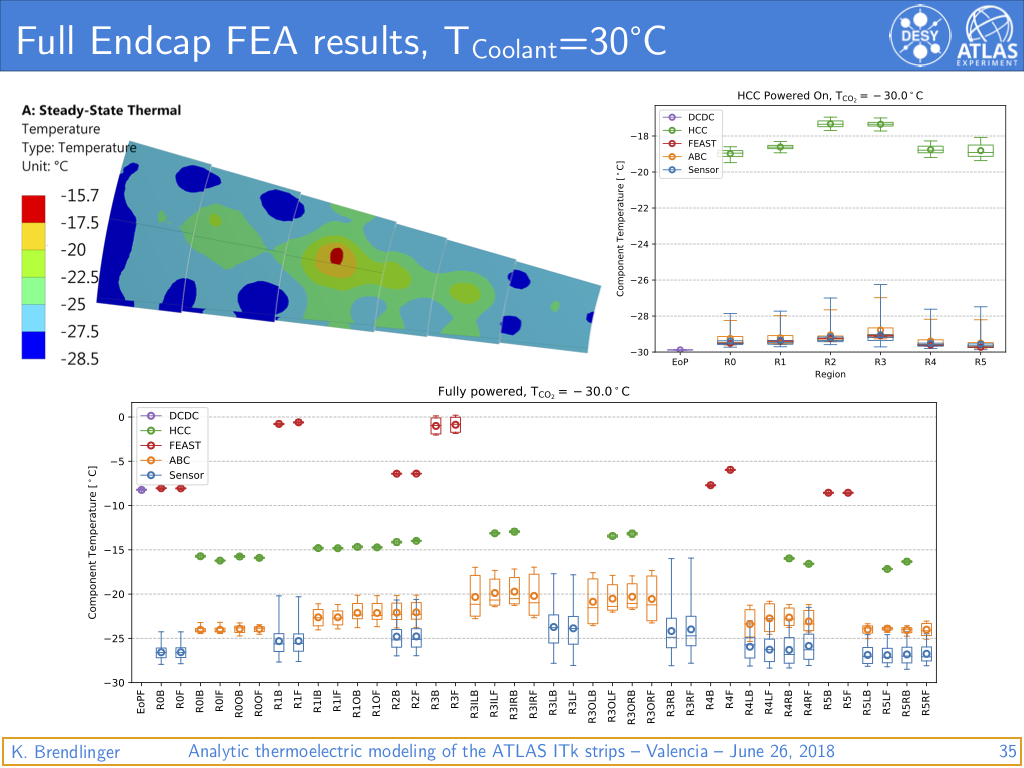 Full Endcap FEA results, T_Coolant=30°C
DESY
ATLAS
EXPERIMENT
A: Steady-State Thermal
Temperature
Type: Temperature
Unit: °C
-15.7
-17.5
-20
-22.5
-25
-27.5
-28.5
HCC Powered On, T_CO2 = −30.0°C
DCDC
HCC
FEAST
ABC
Sensor
Component Temperature [°C]
−18
−20
−22
−24
−26
−28
−30
EoP R0 R1 R2 R3 R4 R5
Region
Fully powered, T_CO2 = −30.0°C
DCDC
HCC
FEAST
ABC
Sensor
Component Temperature [°C]
0
−5
−10
−15
−20
−25
−30
EoPF R0B R0F R0IB R0IF R0OB R0OF R1B R1F R1IB R1IF R1OB R1OF R2B R2F R3B R3F R3ILB R3ILF R3IRB R3IRF R3LB R3LF R3OLB R3OLF R3ORB R3ORF R3RB R3RF R4B R4F R4LB R4LF R4RB R4RF R5B R5F R5LB R5LF R5RB R5RF
K. Brendlinger Analytic thermoelectric modeling of the ATLAS ITk strips – Valencia – June 26, 2018 35